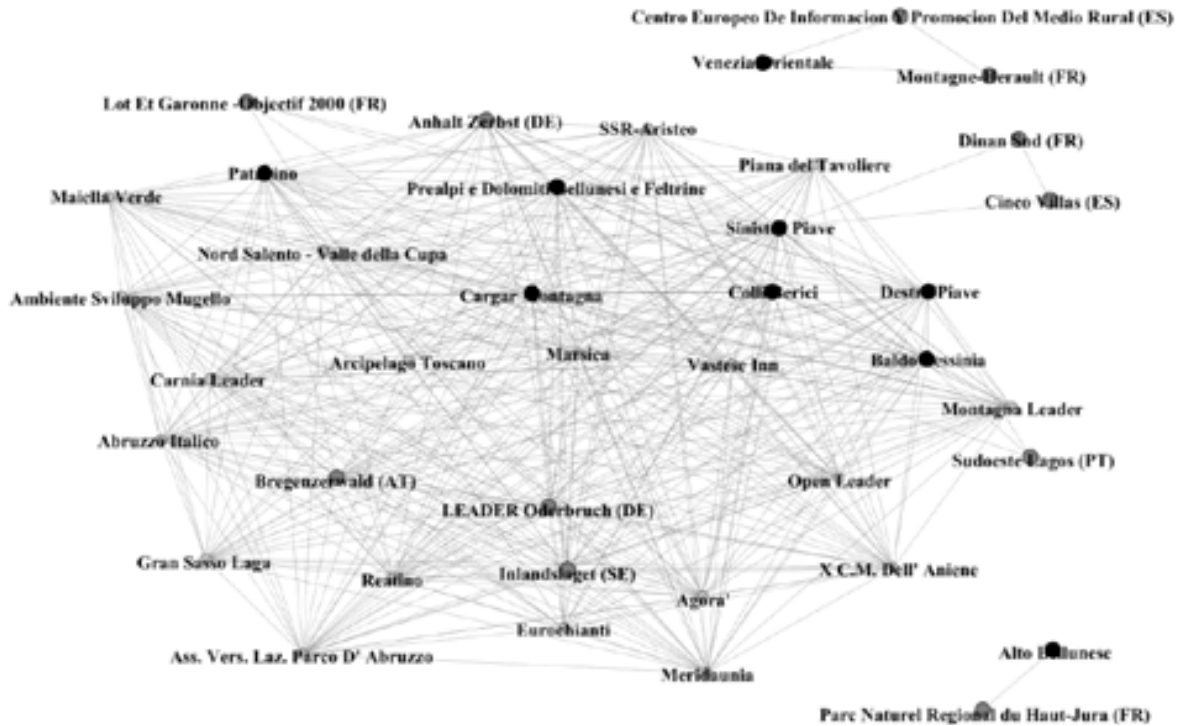 Centro Europeo De Informacion Y Promocion Del Medio Rural (ES)
Venezia Orientale
Montagne-Herault (FR)
Lot Et Garonne -Objectif 2000 (FR)
Anhalt Zerbst (DE)
SSR-Aristeo
Dinan Sud (FR)
Piana del Tavoliere
Patavino
Prealpi e Dolomiti Bellunesi e Feltrine
Maiella Verde
Cinco Villas (ES)
Sinistra Piave
Nord Salento - Valle della Cupa
Ambiente Sviluppo Mugello
Cargar Montagna
Colli Berici
Destra Piave
Marsica
Arcipelago Toscano
Vastese Inn
Baldo Lessinia
Carnia Leader
Montagna Leader
Abruzzo Italico
Sudoeste Lagos (PT)
Bregenzerwald (AT)
Open Leader
LEADER Oderbruch (DE)
Gran Sasso Laga
Reatino
Inlandslaget (SE)
X C.M. Dell' Aniene
Agora'
Eurochianti
Ass. Vers. Laz. Parco D' Abruzzo
Meridaunia
Alto Bellunese
Parc Naturel Regional du Haut-Jura (FR)